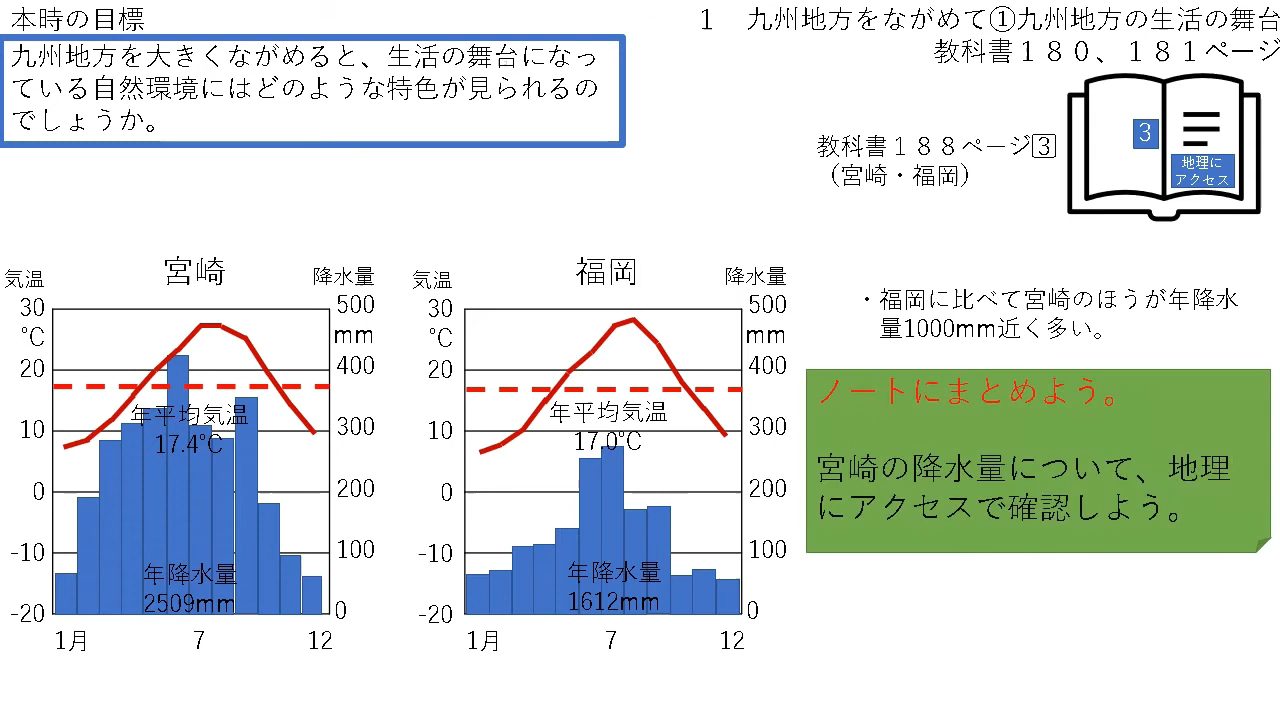 本時の目標
九州地方を大きくながめると、生活の舞台になっ
ている自然環境にはどのような特色が見られるの
でしょうか。
１　九州地方をながめて①九州地方の生活の舞台
教科書１８０、１８１ページ
教科書１８８ページ3
（宮崎・福岡）
3
地理に
アクセス
宮崎
気温
降水量
30
℃
20
10
0
-10
-20
500
mm
400
300
200
100
0
年平均気温
17.4℃
年降水量
2509mm
1月
7
12
福岡
気温
降水量
30
℃
20
10
0
-10
-20
500
mm
400
300
200
100
0
年平均気温
17.0℃
年降水量
1612mm
1月
7
12
・福岡に比べて宮崎のほうが年降水
量1000mm近く多い。
ノートにまとめよう。
宮崎の降水量について、地理
にアクセスで確認しよう。